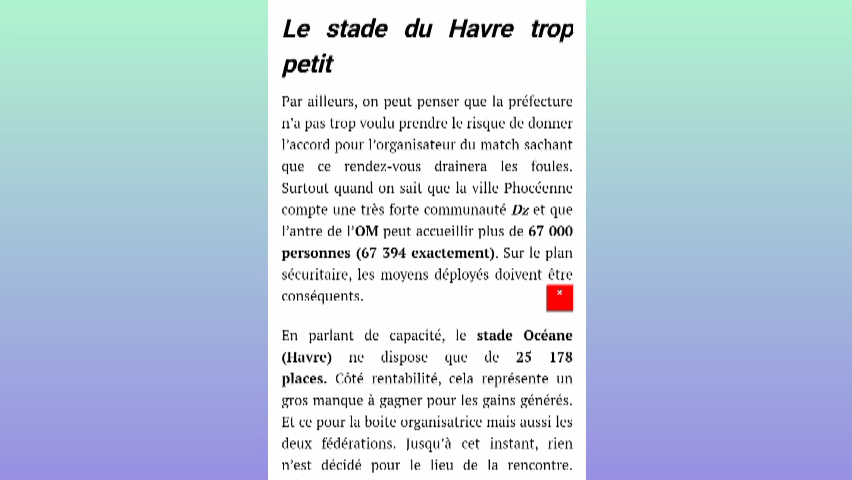 Le stade du Havre trop
petit
Par ailleurs, on peut penser que la préfecture
n'a pas trop voulu prendre le risque de donner
l'accord pour l'organisateur du match sachant
que ce rendez-vous drainera les foules.
Surtout quand on sait que la ville Phocéenne
compte une très forte communauté Dz et que
l'antre de l'OM peut accueillir plus de 67 000
personnes (67 394 exactement). Sur le plan
sécuritaire, les moyens déployés doivent être
conséquents.
En parlant de capacité, le stade Océane
(Havre) ne dispose que de 25 178
places. Côté rentabilité, cela représente un
gros manque à gagner pour les gains générés.
Et ce pour la boite organisatrice mais aussi les
deux fédérations. Jusqu'à cet instant, rien
n'est décidé pour le lieu de la rencontre.